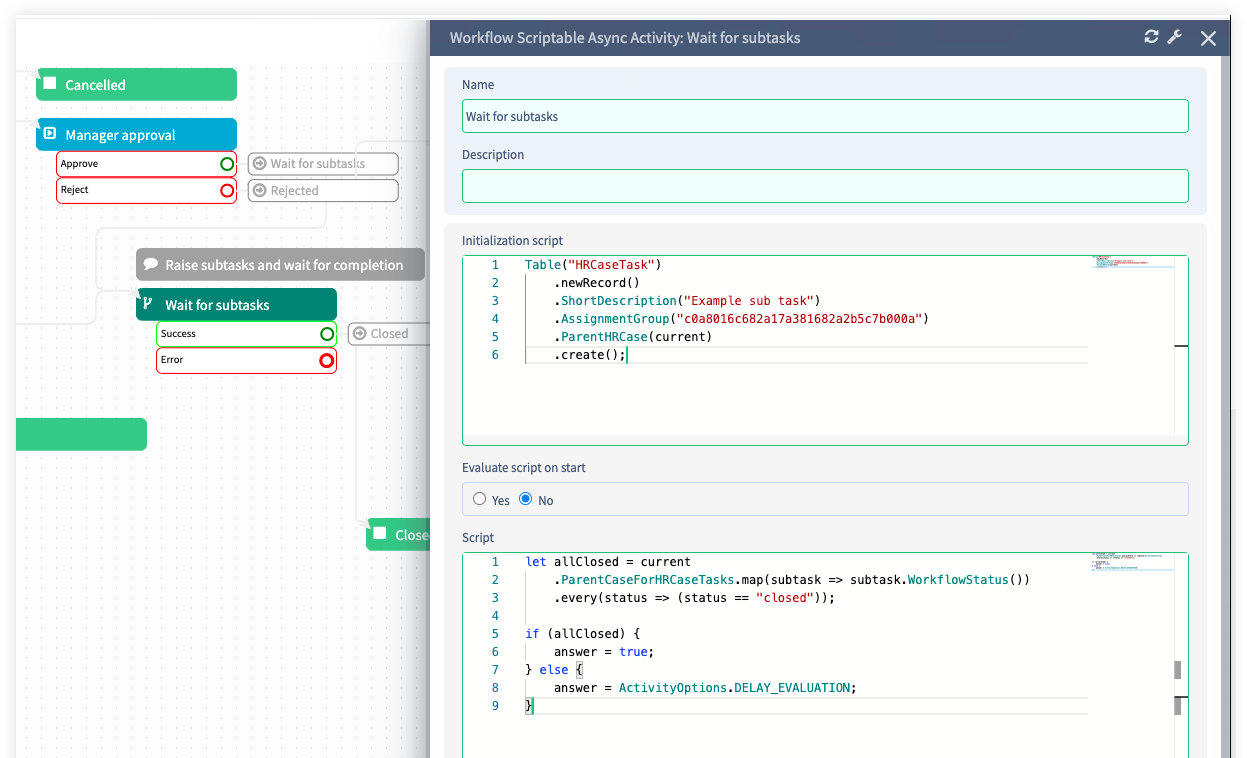 Cancelled
Manager approval
Approve
Wait for subtasks
Reject
Rejected
Raise subtasks and wait for completion
Wait for subtasks
Success
Closed
Error
Close
Workflow Scriptable Async Activity: Wait for subtasks
Name
Wait for subtasks
Description
Initialization script
1 Table("HRCaseTask")
2 .newRecord()
3 .ShortDescription("Example sub task")
4 .AssignmentGroup("c0a8016c682a17a381682a2b5c7b000a")
5 .ParentHRCase(current)
6 .create();
Evaluate script on start
Yes No
Script
1 let allClosed = current
2 .ParentCaseForHRCaseTasks.map(subtask => subtask.WorkflowStatus())
3 .every(status => (status == "closed"));
4
5 if (allClosed) {
6 answer = true;
7 } else {
8 answer = ActivityOptions.DELAY_EVALUATION;
9 }